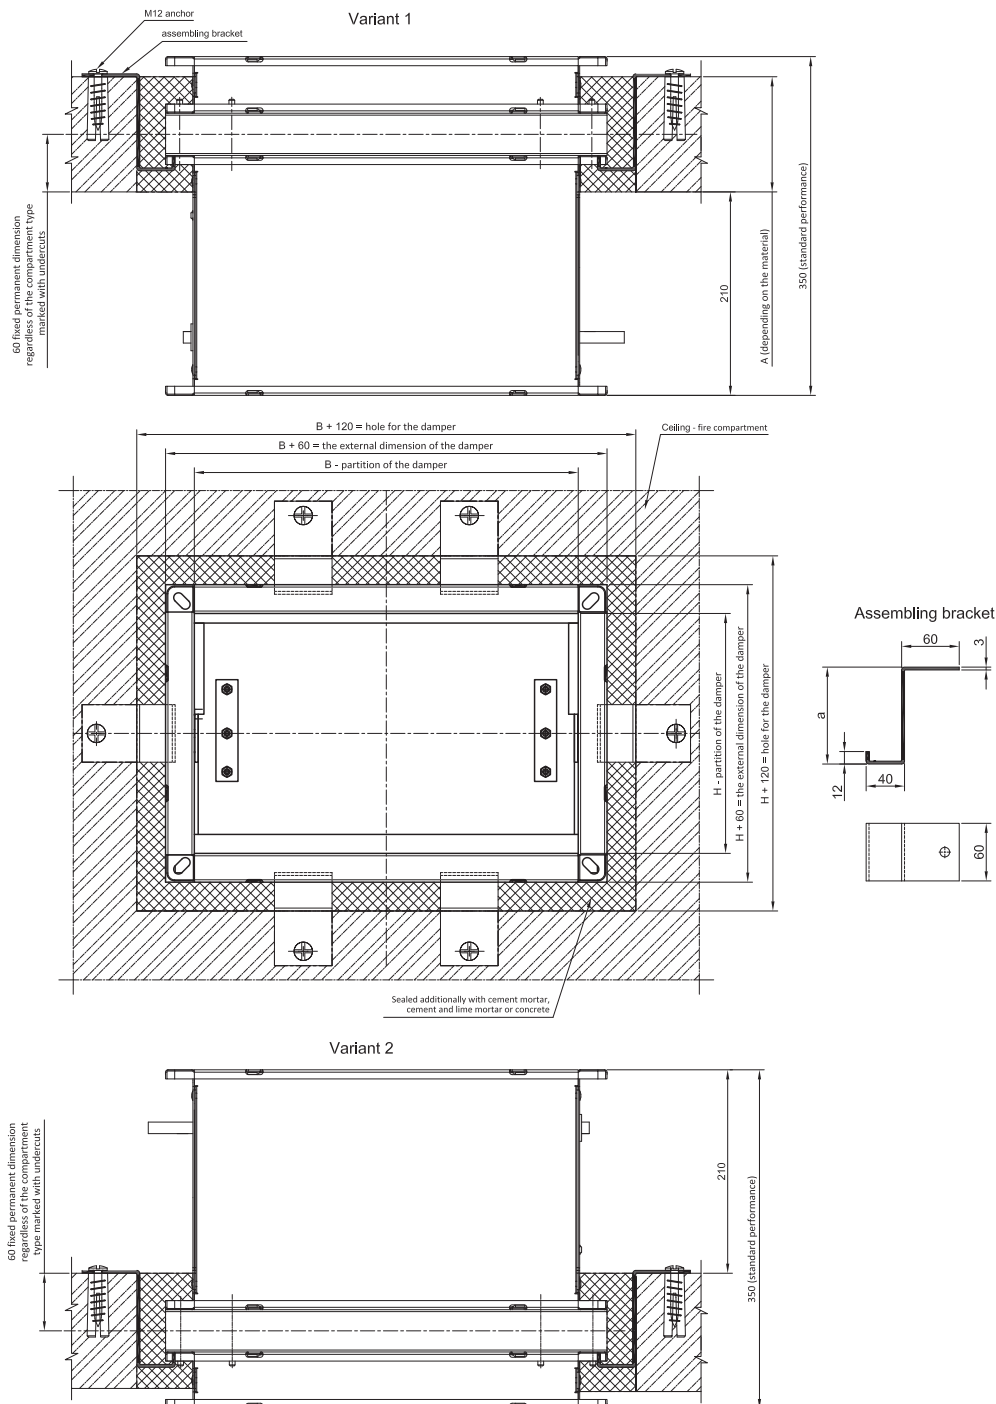 Variant 1
M12 anchor
assembling bracket
60 fixed permanent dimension
regardless of the compartment type
marked with undercuts
210
A (depending on the material)
350 (standard performance)
B + 120 = hole for the damper
B + 60 = the external dimension of the damper
B - partition of the damper
Ceiling - fire compartment
H - partition of the damper
H + 60 = the external dimension of the damper
H + 120 = hole for the damper
Assembling bracket
60
3
a
12
40
60
Sealed additionally with cement mortar,
cement and lime mortar or concrete
Variant 2
60 fixed permanent dimension
regardless of the compartment
type marked with undercuts
210
350 (standard performance)